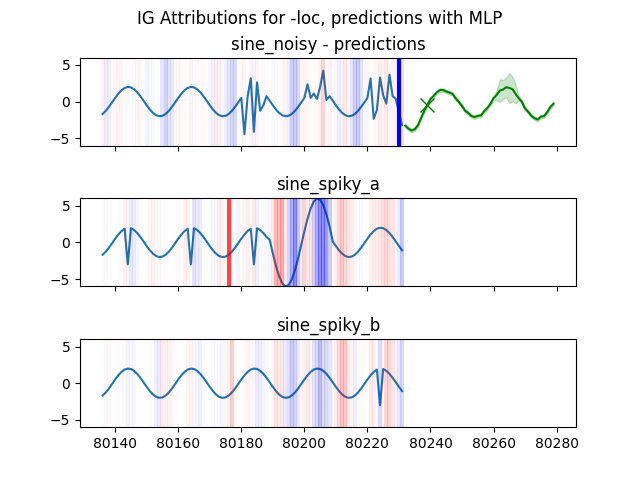 IG Attributions for -loc, predictions with MLP
sine_noisy - predictions
5
0
−5
sine_spiky_a
5
0
−5
sine_spiky_b
5
0
−5
80140 80160 80180 80200 80220 80240 80260 80280